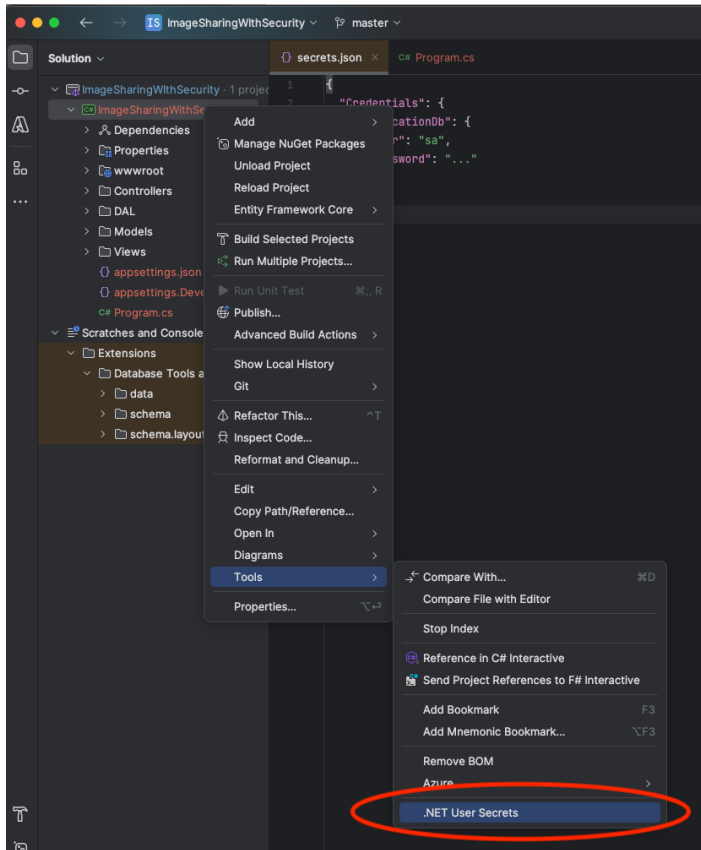 IS ImageSharingWIthSecurity master
Solution
secrets.json
C# Program.cs
ImageSharingWIthSecurity · 1 projec
C# ImageSharingWithSe
Dependencies
Properties
wwwroot
Controllers
DAL
Models
Views
appsettings.json
appsettings.Deve
C# Program.cs
Scratches and Console
Extensions
Database Tools a
data
schema
schema.layout
1 {
2 "Credentials": {
cationDb": {
r": "sa",
sword": "..."
Add
Manage NuGet Packages
Unload Project
Reload Project
Entity Framework Core
Build Selected Projects
Run Multiple Projects...
Run Unit Test ⌘;, R
Publish...
Advanced Build Actions
Show Local History
Git
Refactor This... ^T
Inspect Code...
Reformat and Cleanup...
Edit
Copy Path/Reference...
Open In
Diagrams
Tools
Properties... ⌥↩
Compare With... ⌘D
Compare File with Editor
Stop Index
Reference in C# Interactive
Send Project References to F# Interactive
Add Bookmark F3
Add Mnemonic Bookmark... ⌥F3
Remove BOM
Azure
.NET User Secrets